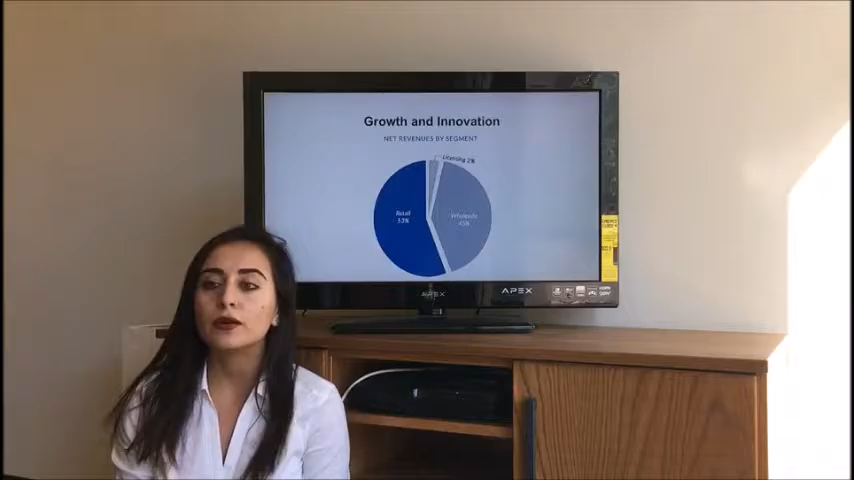 Growth and Innovation
NET REVENUES BY SEGMENT
Licensing 2%
Retail
53%
Wholesale
45%
APEX
APEX